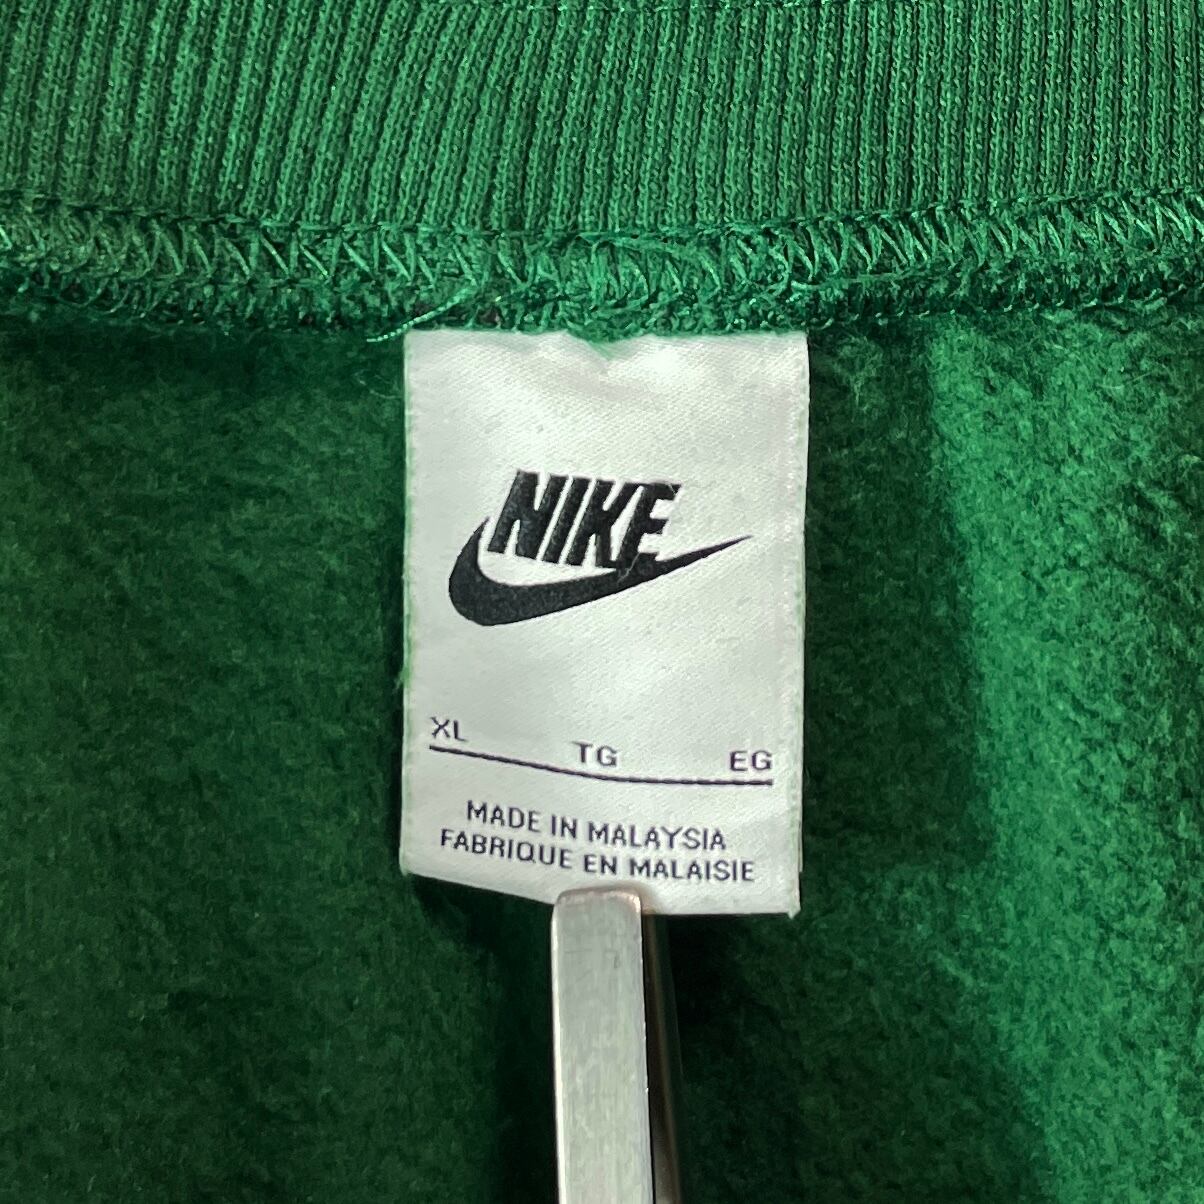 NIKE
XL TG EG
MADE IN MALAYSIA
FABRIQUE EN MALAISIE